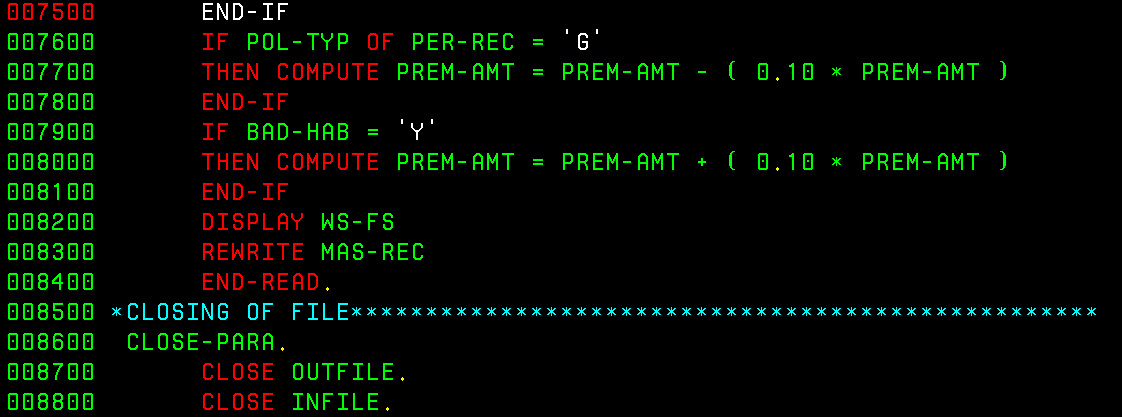 007500       END-IF
007600       IF POL-TYP OF PER-REC = 'G'
007700       THEN COMPUTE PREM-AMT = PREM-AMT - ( 0.10 * PREM-AMT )
007800       END-IF
007900       IF BAD-HAB = 'Y'
008000       THEN COMPUTE PREM-AMT = PREM-AMT + ( 0.10 * PREM-AMT )
008100       END-IF
008200       DISPLAY WS-FS
008300       REWRITE MAS-REC
008400       END-READ.
008500 *CLOSING OF FILE**************************************************
008600  CLOSE-PARA.
008700       CLOSE OUTFILE.
008800       CLOSE INFILE.